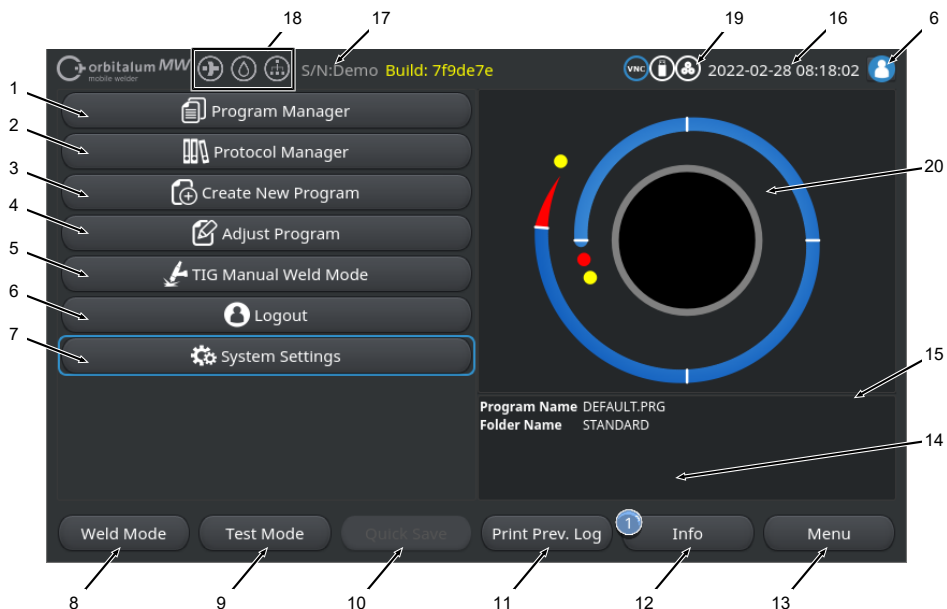 18 17 19 16 6
orbitalum MW S/N:Demo Build: 7f9de7e VNC 2022-02-28 08:18:02
mobile welder
1 Program Manager
2 Protocol Manager
3 Create New Program
20
4 Adjust Program
5 TIG Manual Weld Mode
6 Logout
7 System Settings
15
Program Name DEFAULT.PRG
Folder Name STANDARD
14
1
Weld Mode Test Mode Quick Save Print Prev. Log Info Menu
8 9 10 11 12 13